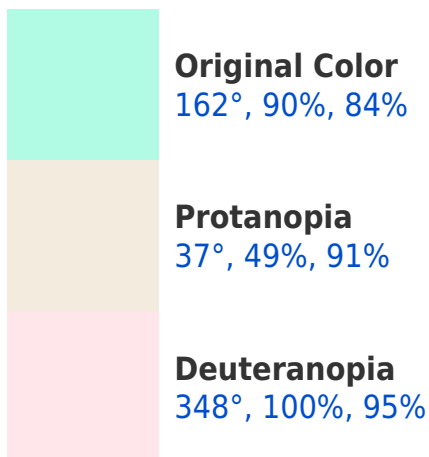 Original Color
162°, 90%, 84%
Protanopia
37°, 49%, 91%
Deuteranopia
348°, 100%, 95%